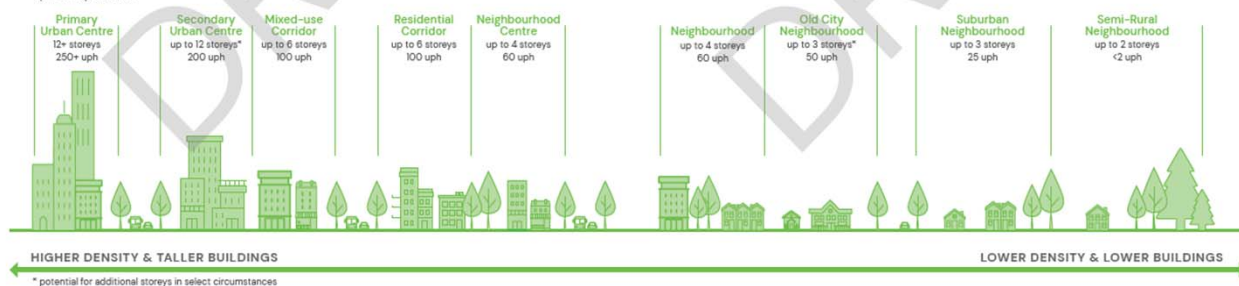 Primary
Urban Centre
12+ storeys
250+ uph
Secondary
Urban Centre
up to 12 storeys*
200 uph
Mixed-use
Corridor
up to 6 storeys
100 uph
Residential
Corridor
up to 6 storeys
100 uph
Neighbourhood
Centre
up to 4 storeys
60 uph
Neighbourhood
up to 4 storeys
60 uph
Old City
Neighbourhood
up to 3 storeys*
50 uph
Suburban
Neighbourhood
up to 3 storeys
25 uph
Semi-Rural
Neighbourhood
up to 2 storeys
<2 uph
HIGHER DENSITY & TALLER BUILDINGS
LOWER DENSITY & LOWER BUILDINGS
* potential for additional storeys in select circumstances